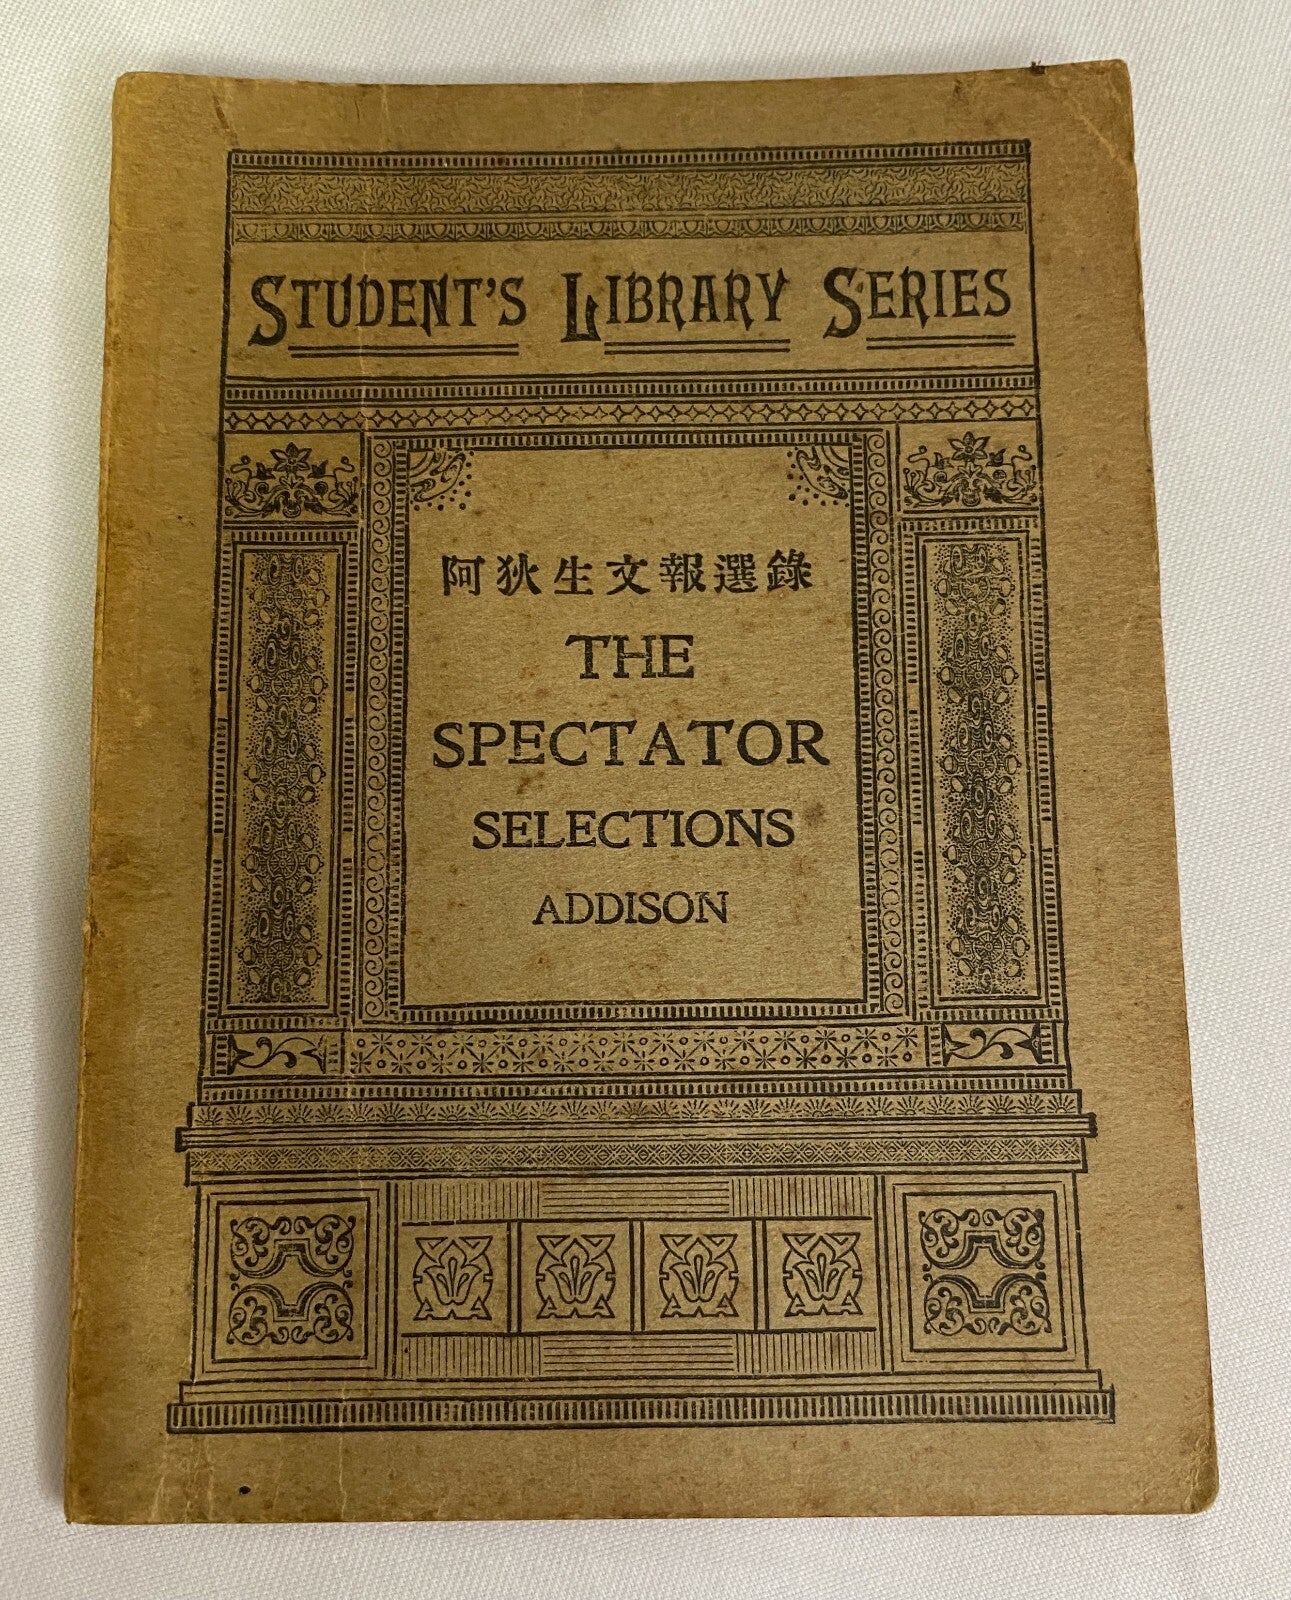 STUDENT'S LIBRARY SERIES
阿狄生文報選錄
THE
SPECTATOR
SELECTIONS
ADDISON